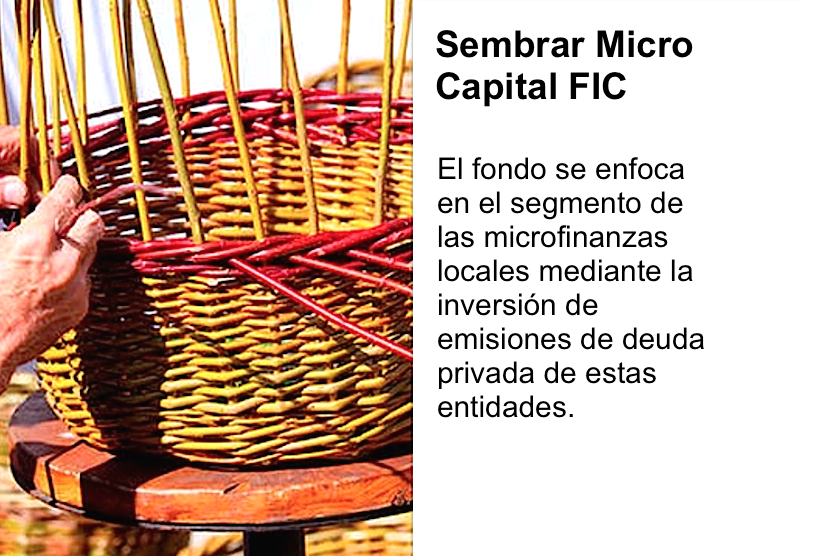 Sembrar Micro
Capital FIC
El fondo se enfoca
en el segmento de
las microfinanzas
locales mediante la
inversión de
emisiones de deuda
privada de estas
entidades.